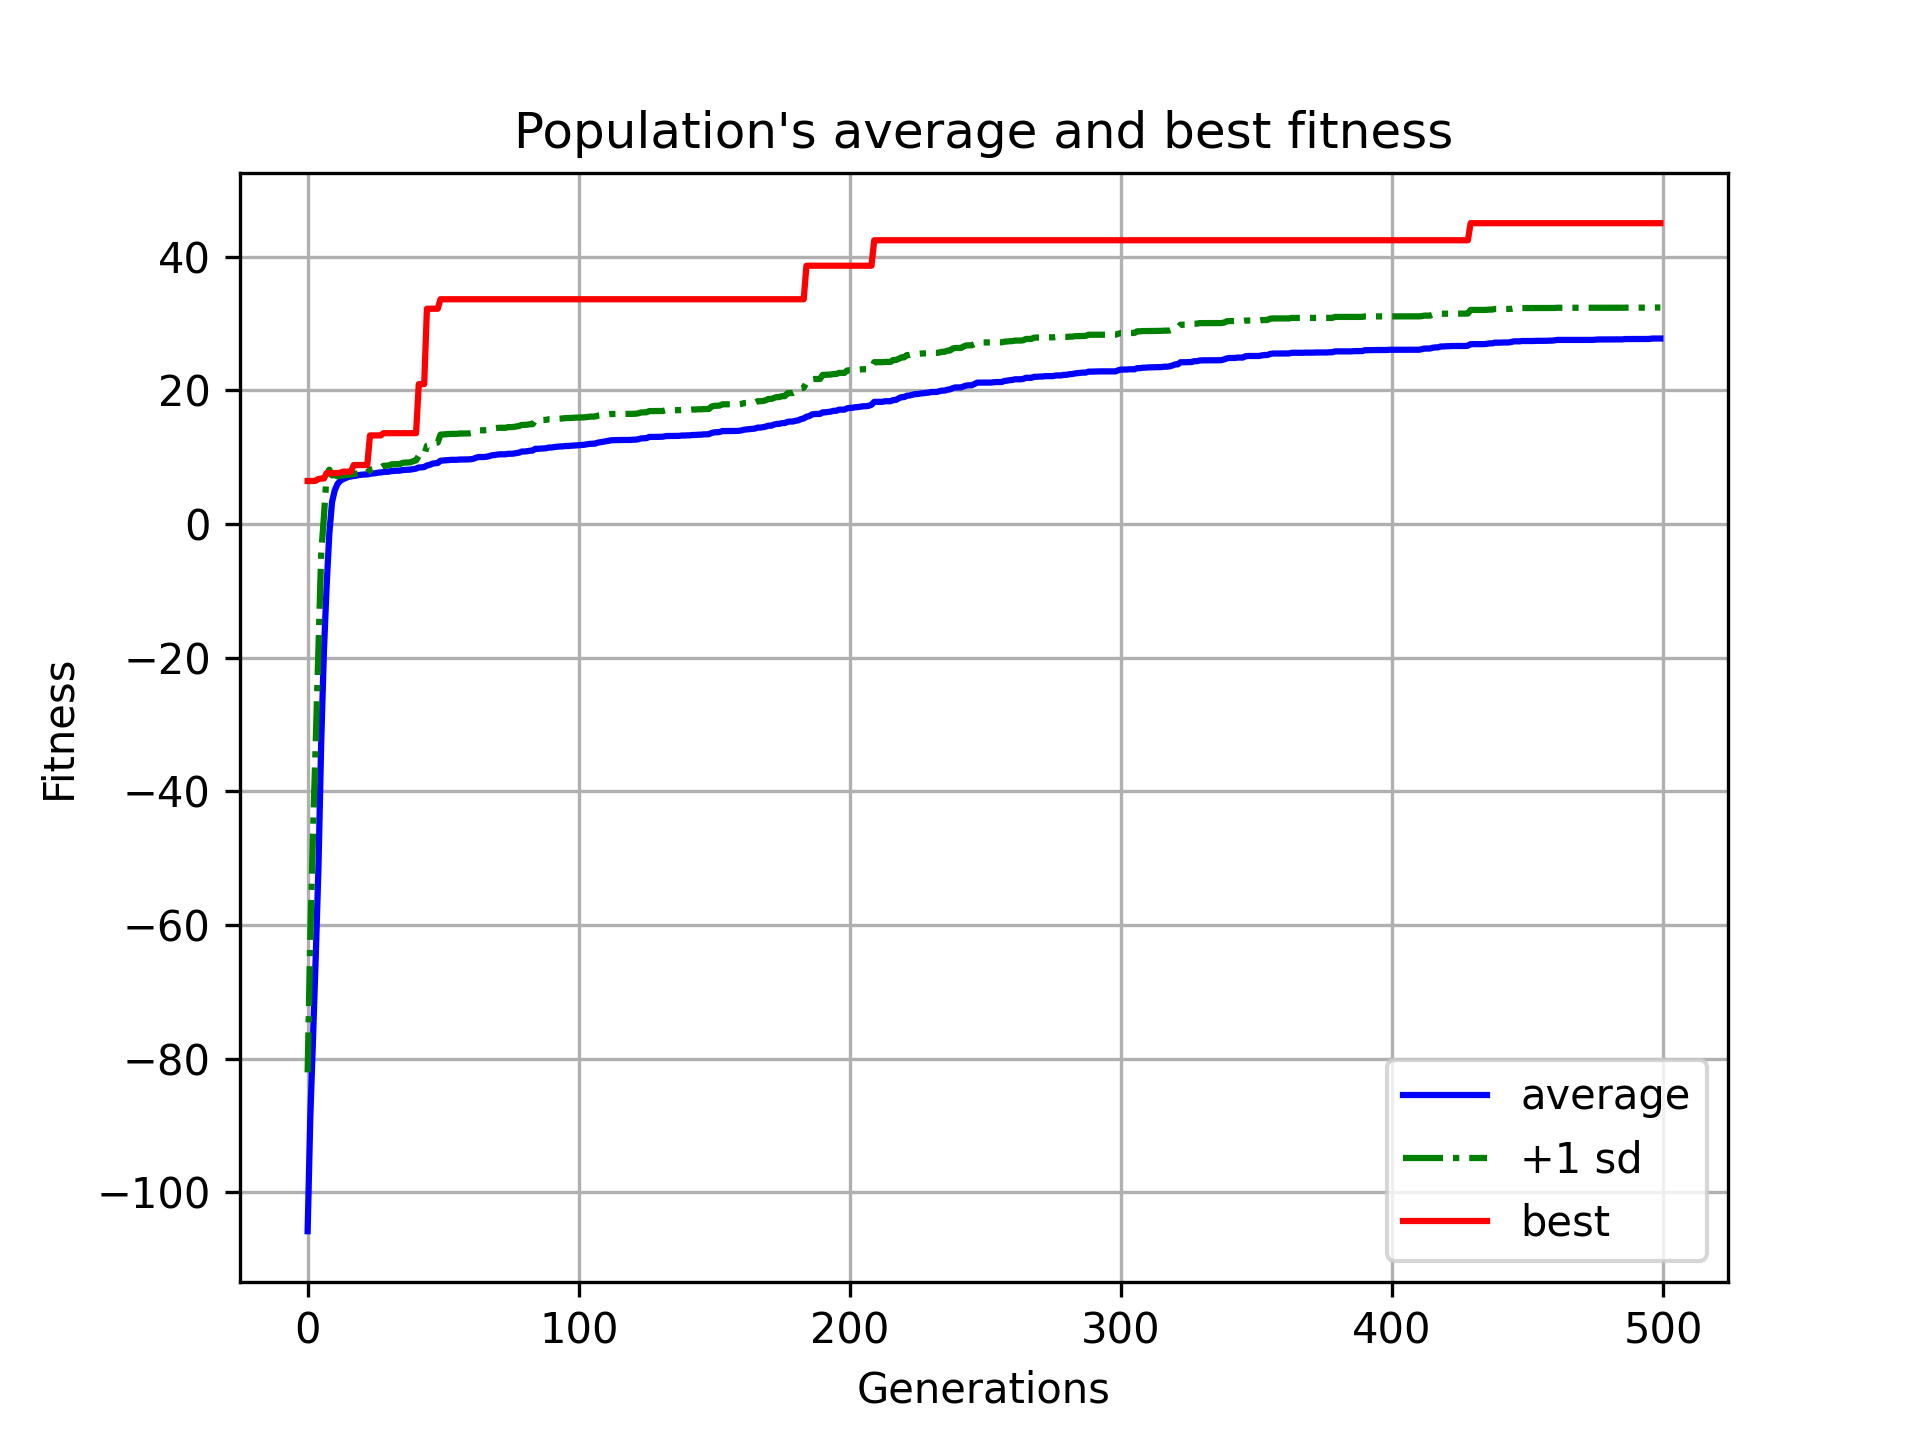 Population's average and best fitness
Fitness
40
20
0
−20
−40
−60
−80
−100
0 100 200 300 400 500
Generations
average
+1 sd
best